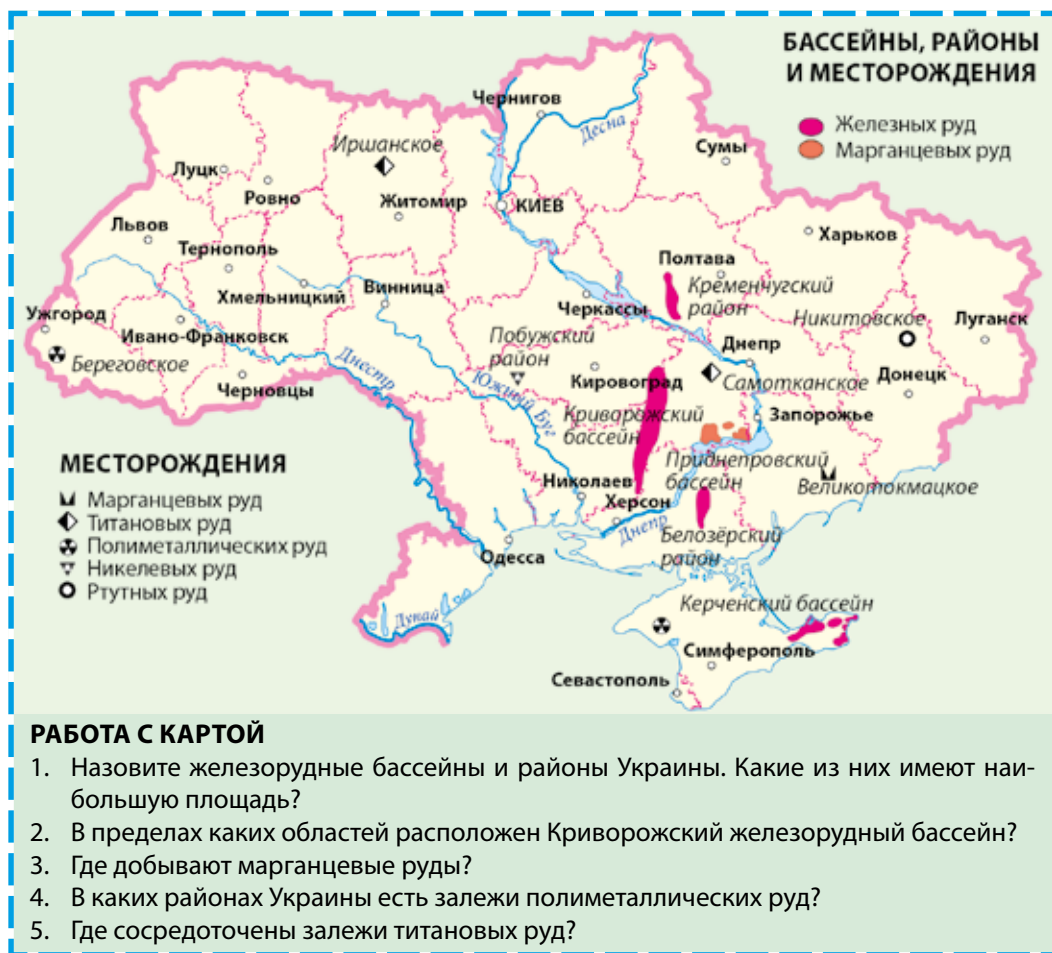 БАССЕЙНЫ, РАЙОНЫ
И МЕСТОРОЖДЕНИЯ
Железных руд
Марганцевых руд
Чернигов
Десна
Сумы
Иршанское
Луцк
Ровно
Житомир
КИЕВ
Львов
Тернополь
Харьков
Полтава
Хмельницкий
Винница
Черкассы
Кременчугский
район
Никитовское
Луганск
Ужгород
Ивано-Франковск
Побужский
район
Днепр
Береговское
Черновцы
Днестр
Южный Буг
Кировоград
Самотканское
Донецк
Криворожский
бассейн
Запорожье
МЕСТОРОЖДЕНИЯ
Марганцевых руд
Титановых руд
Полиметаллических руд
Никелевых руд
Ртутных руд
Приднепровский
бассейн
Великотокмацкое
Николаев
Херсон
Днепр
Белозёрский
район
Одесса
Дунай
Керченский бассейн
Симферополь
Севастополь
РАБОТА С КАРТОЙ
1. Назовите железорудные бассейны и районы Украины. Какие из них имеют наи-
большую площадь?
2. В пределах каких областей расположен Криворожский железорудный бассейн?
3. Где добывают марганцевые руды?
4. В каких районах Украины есть залежи полиметаллических руд?
5. Где сосредоточены залежи титановых руд?